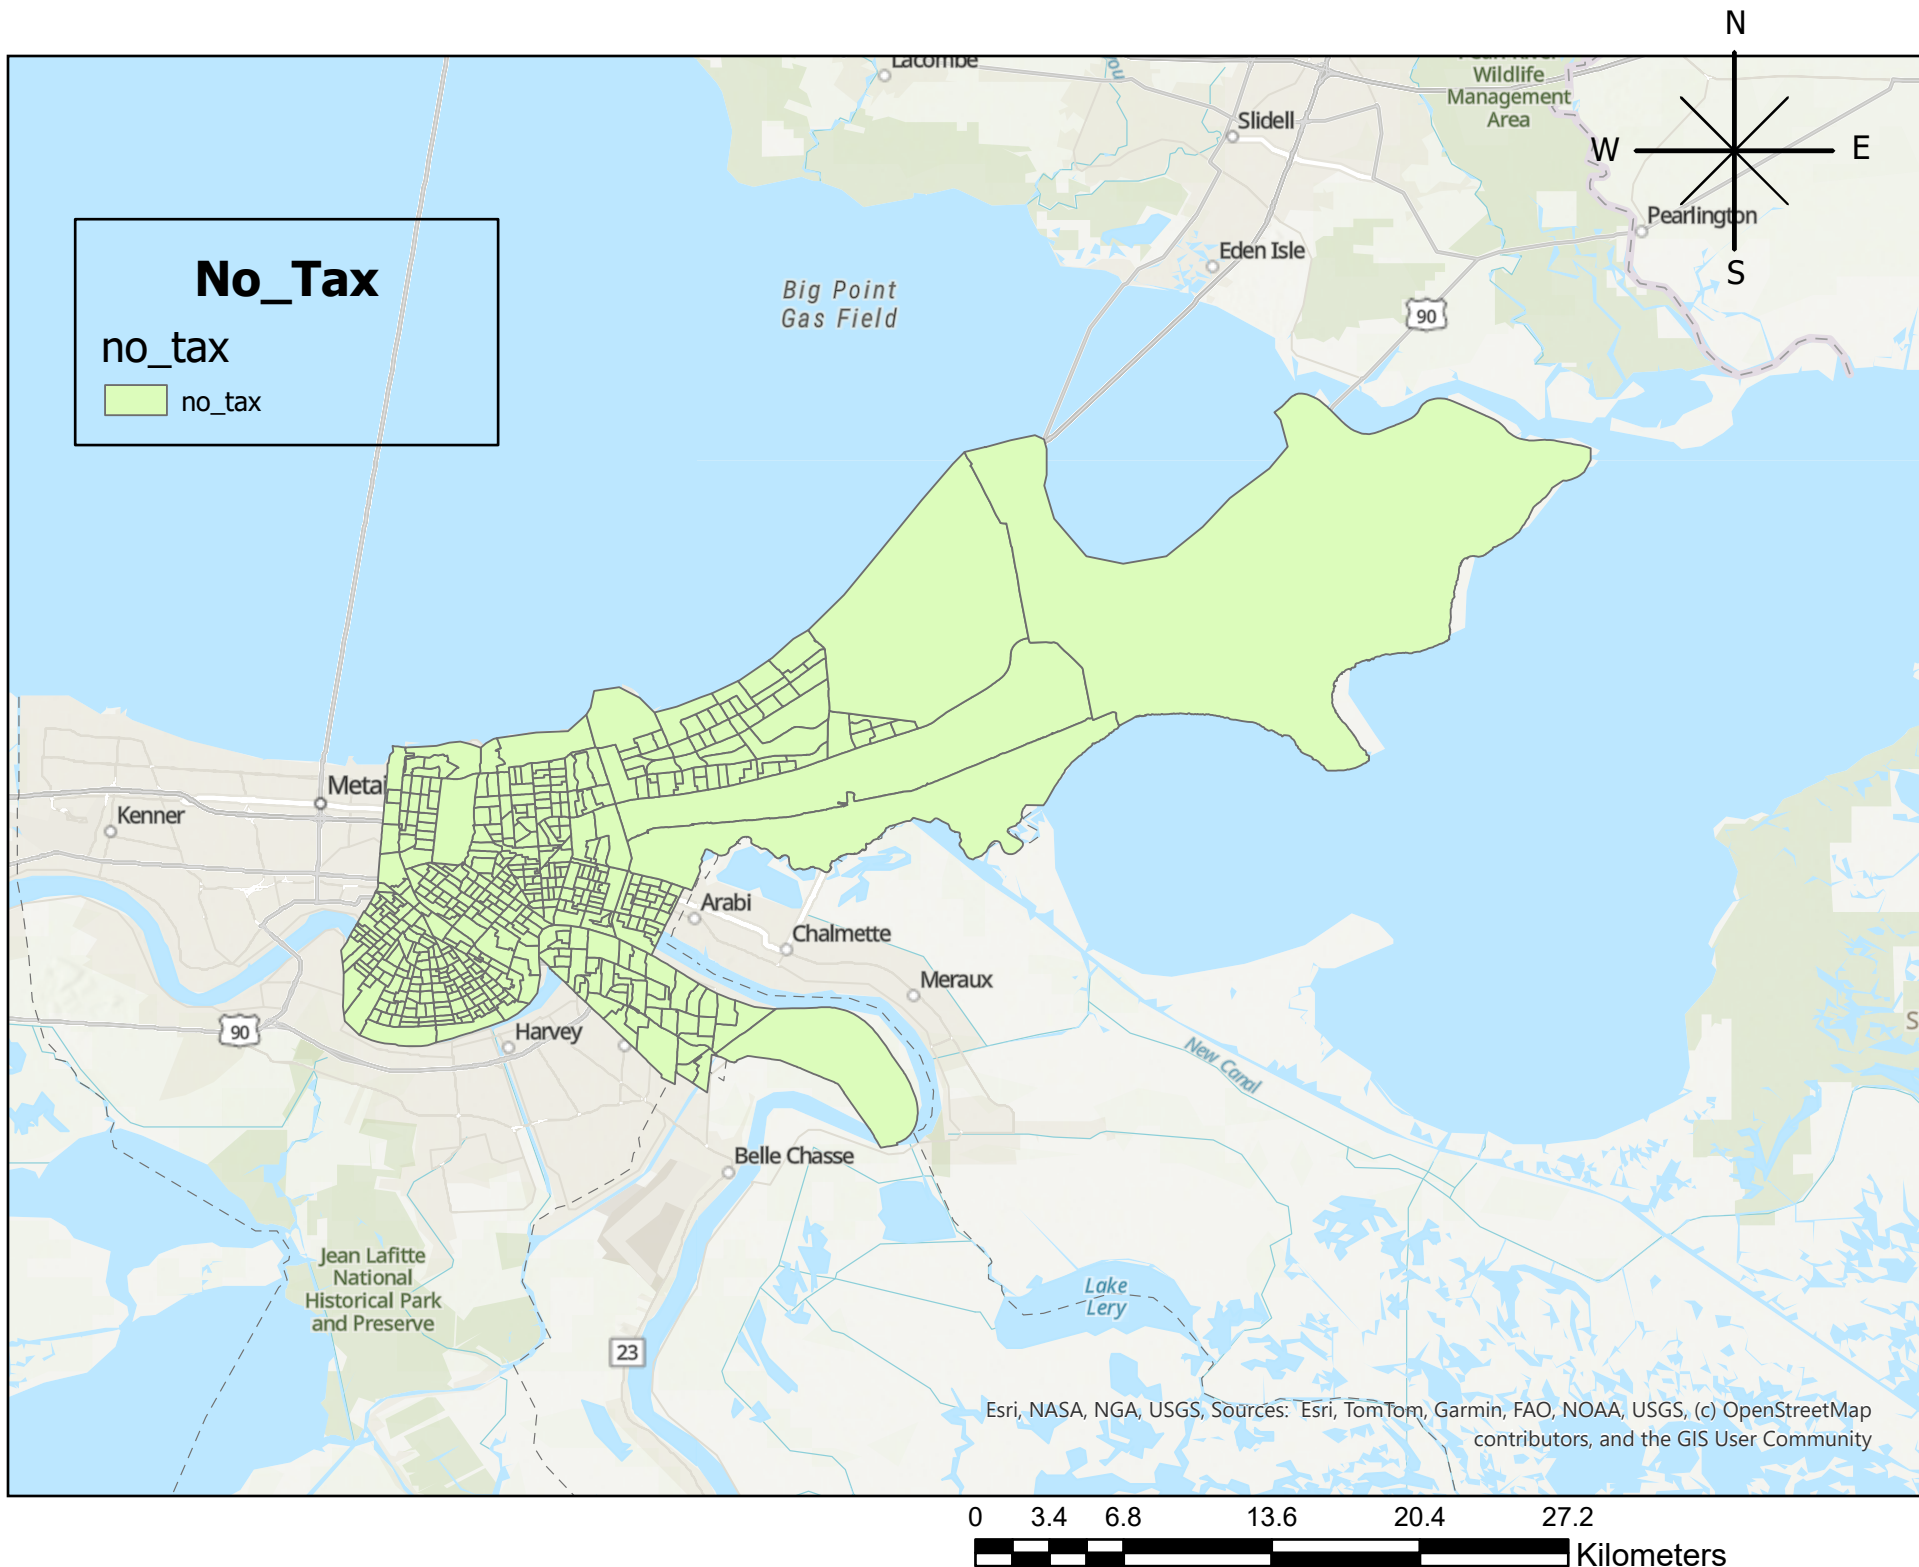 N
Lacombe
Wildlife
Management
Area
Slidell
W
E
Pearlington
No_Tax
Eden Isle
S
Big Point
Gas Field
90
no_tax
no_tax
Metai
Kenner
Arabi
Chalmette
Meraux
90
Harvey
S
New Canal
Belle Chasse
Jean Lafitte
National
Historical Park
and Preserve
Lake
Lery
23
Esri, NASA, NGA, USGS, Sources: Esri, TomTom, Garmin, FAO, NOAA, USGS, (c) OpenStreetMap
contributors, and the GIS User Community
0 3.4 6.8 13.6 20.4 27.2
Kilometers